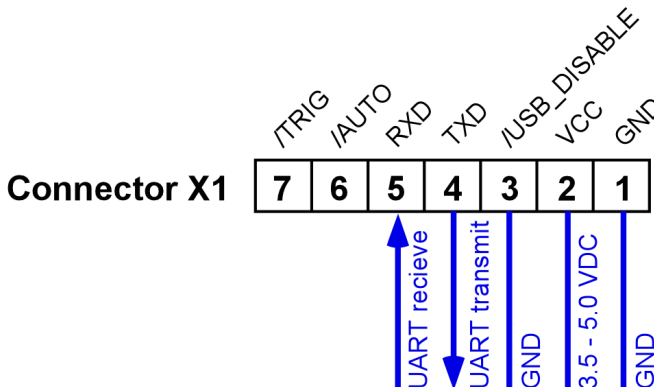 /TRIG
/AUTO
RXD
TXD
/USB_DISABLE
VCC
GND
Connector X1
7 6 5 4 3 2 1
UART recieve
UART transmit
GND
3.5 - 5.0 VDC
GND